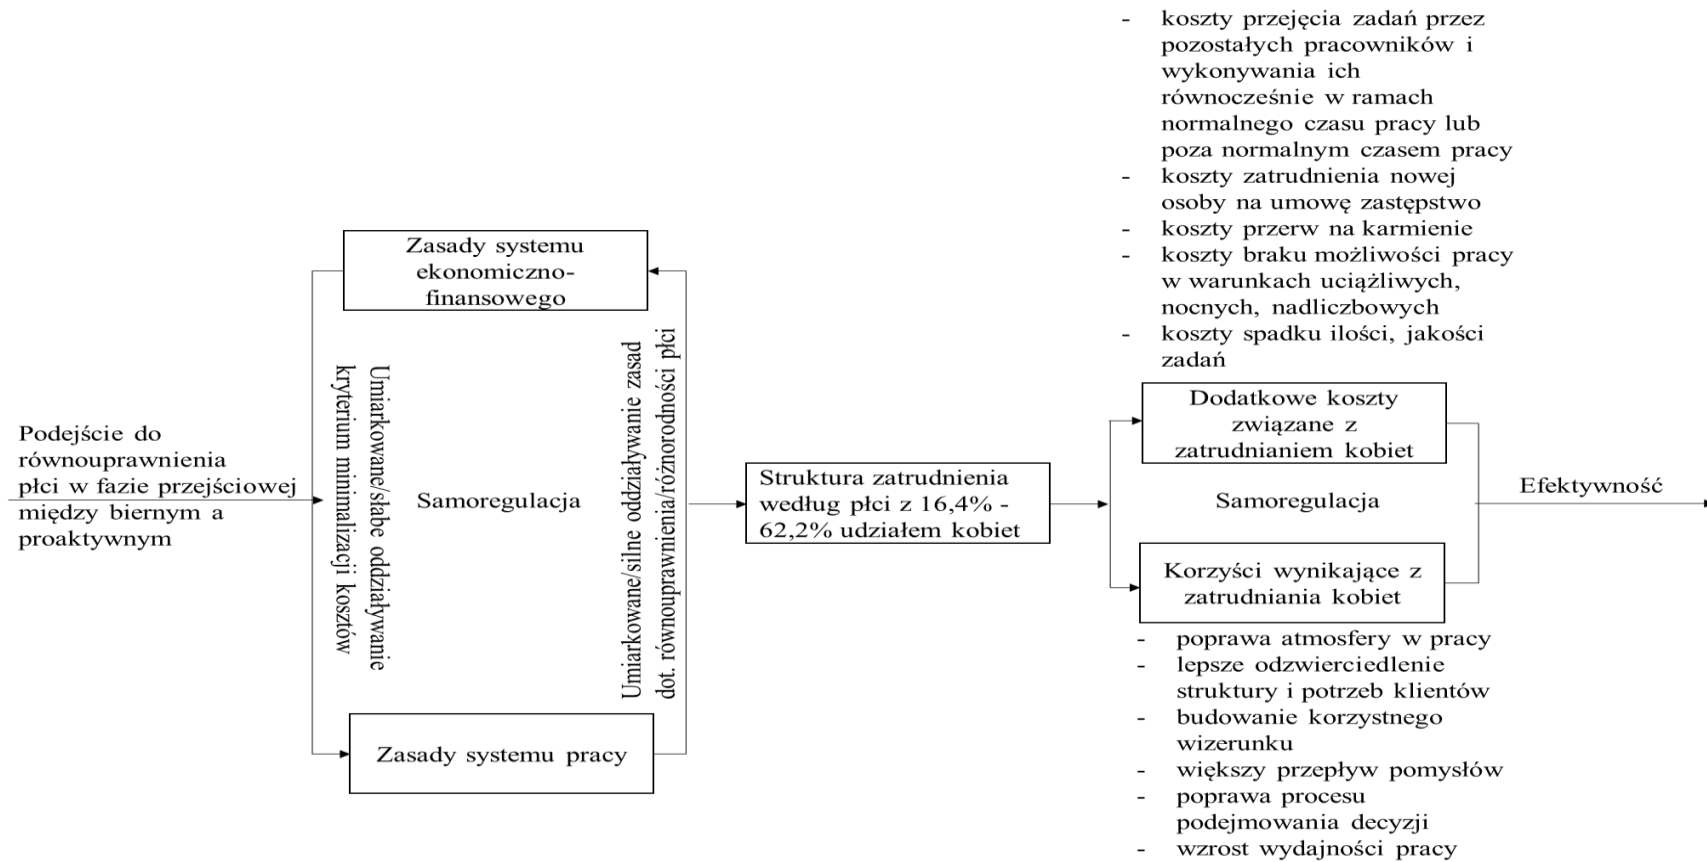 - koszty przejęcia zadań przez
pozostałych pracowników i
wykonywania ich
równocześnie w ramach
normalnego czasu pracy lub
poza normalnym czasem pracy
- koszty zatrudnienia nowej
osoby na umowę zastępstwo
- koszty przerw na karmienie
- koszty braku możliwości pracy
w warunkach uciążliwych,
nocnych, nadliczbowych
- koszty spadku ilości, jakości
zadań
Podejście do
równouprawnienia
płci w fazie przejściowej
między biernym a
proaktywnym
Zasady systemu
ekonomiczno-
finansowego
Umiarkowane/słabe oddziaływanie
kryterium minimalizacji kosztów
Samoregulacja
Umiarkowane/silne oddziaływanie zasad
dot. równouprawnienia/różnorodności płci
Zasady systemu pracy
Struktura zatrudnienia
według płci z 16,4% -
62,2% udziałem kobiet
Dodatkowe koszty
związane z
zatrudnianiem kobiet
Samoregulacja
Korzyści wynikające z
zatrudniania kobiet
Efektywność
- poprawa atmosfery w pracy
- lepsze odzwierciedlenie
struktury i potrzeb klientów
- budowanie korzystnego
wizerunku
- większy przepływ pomysłów
- poprawa procesu
podejmowania decyzji
- wzrost wydajności pracy